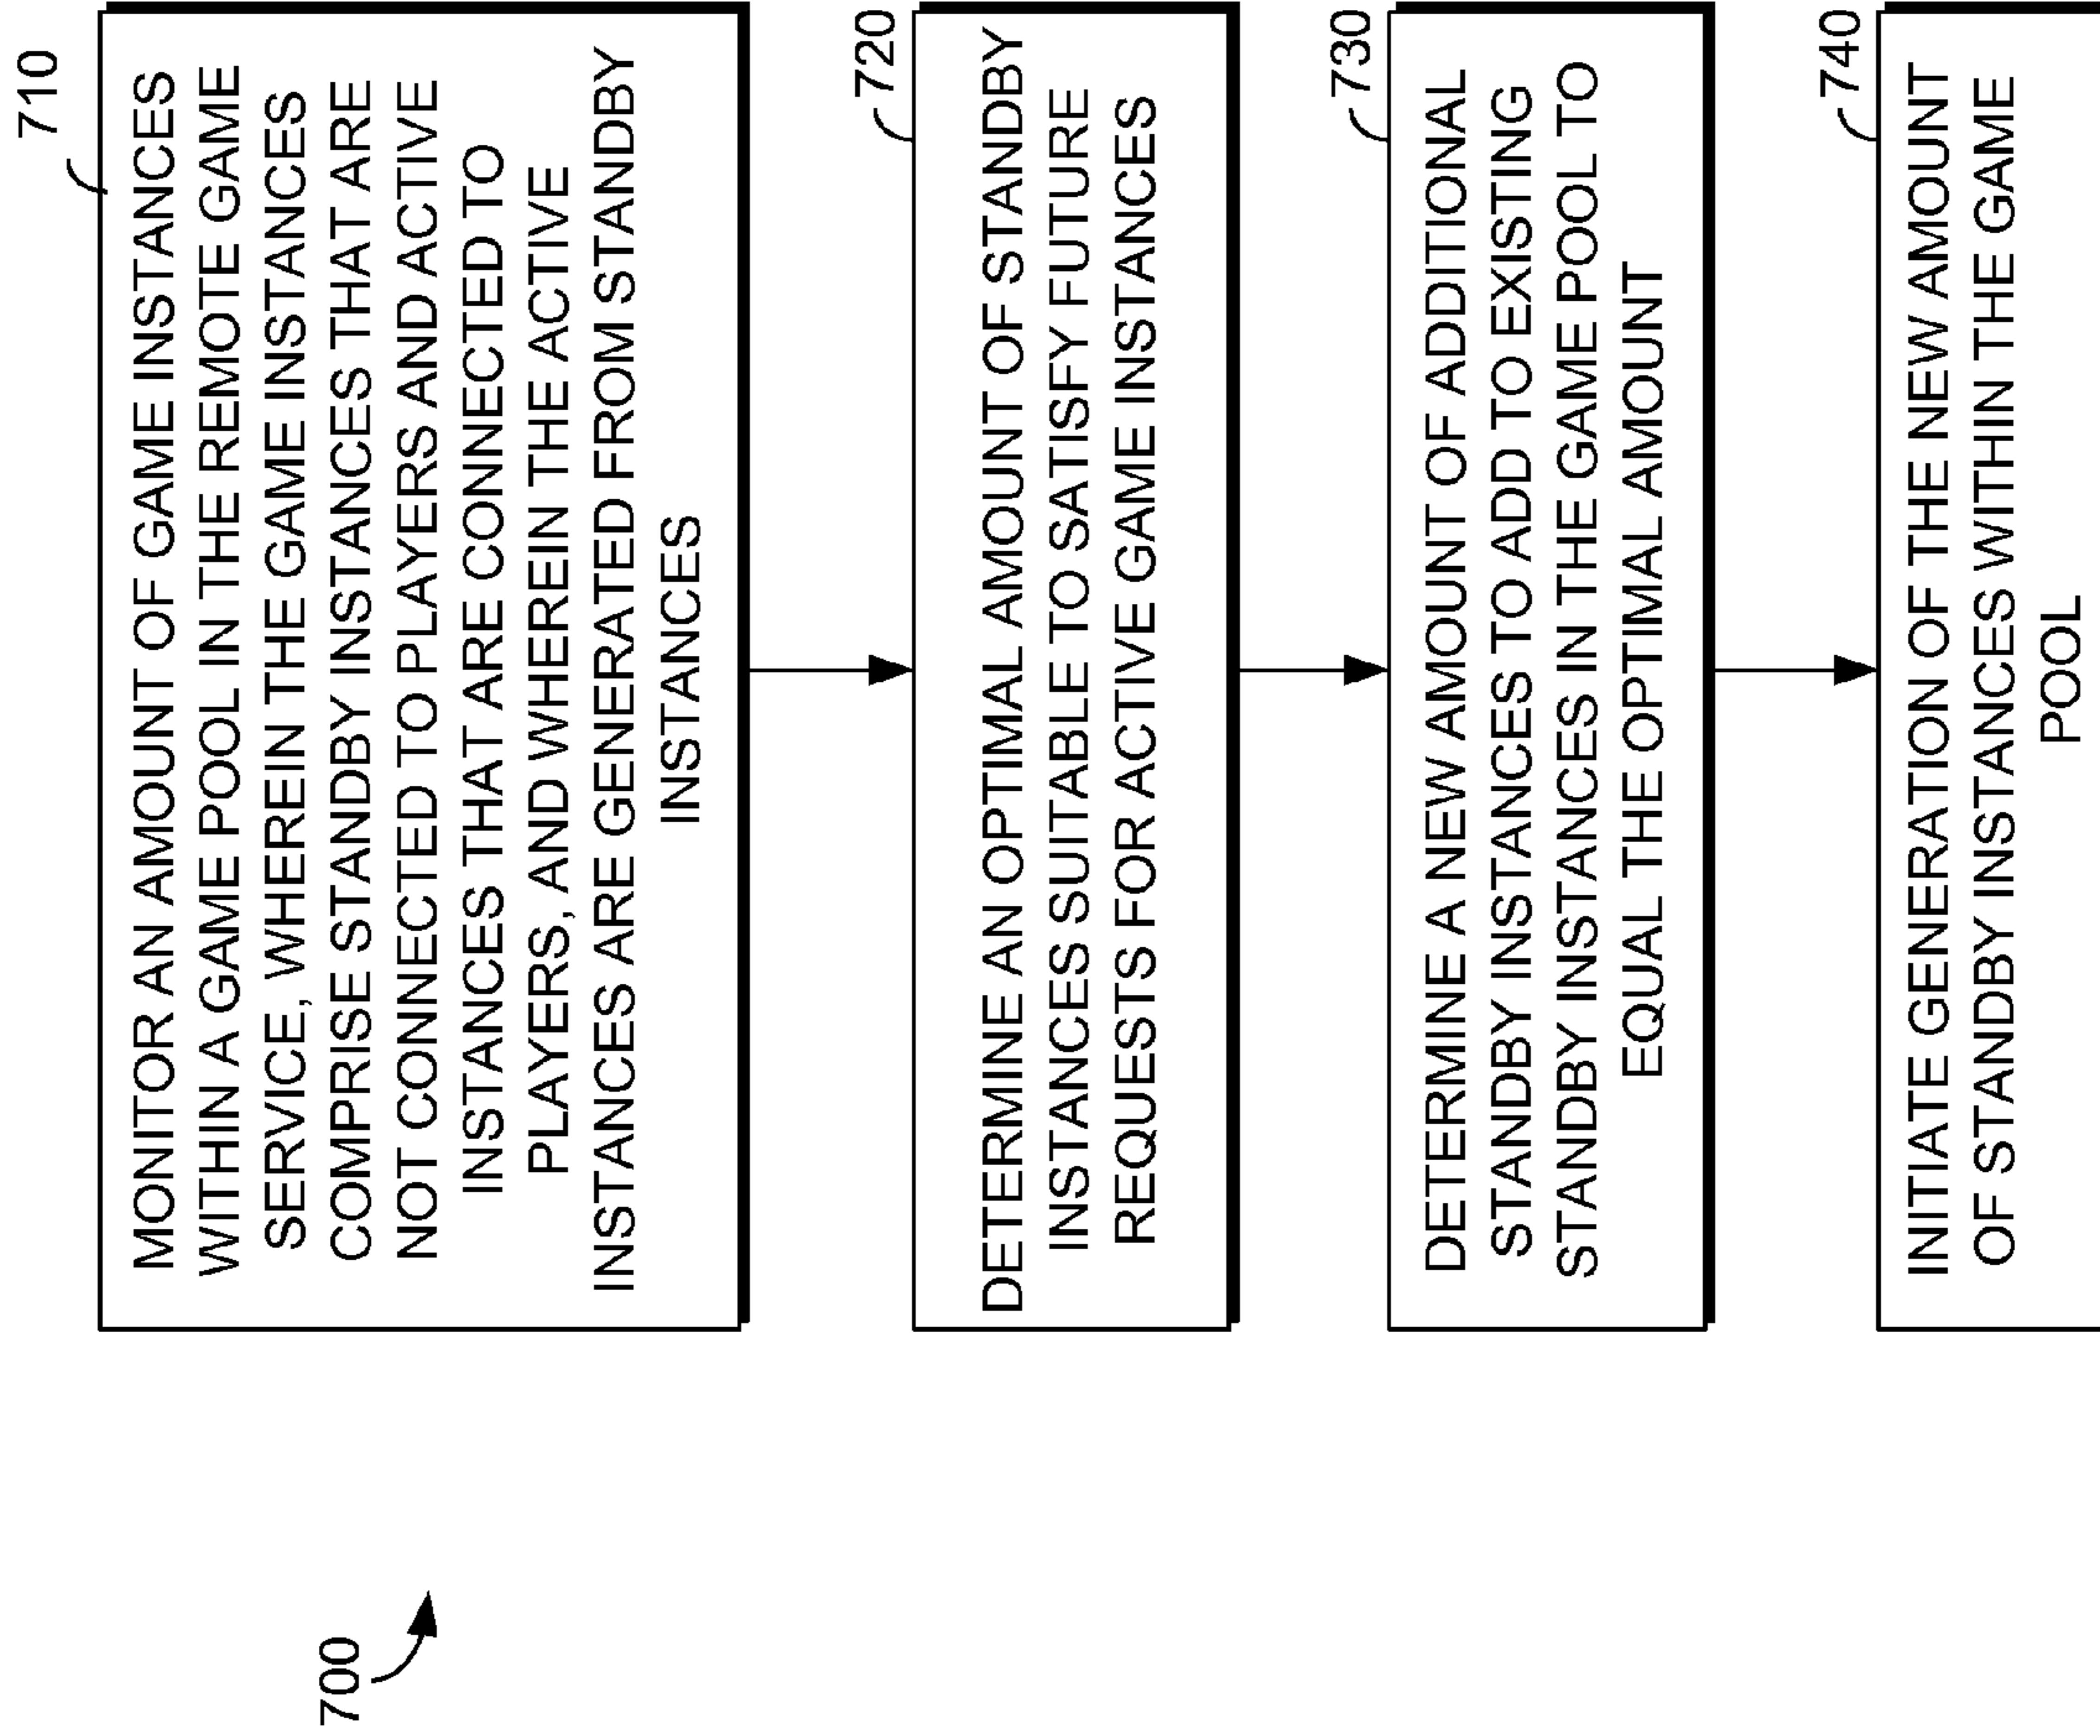 700
710
MONITOR AN AMOUNT OF GAME INSTANCES
WITHIN A GAME POOL IN THE REMOTE GAME
SERVICE, WHEREIN THE GAME INSTANCES
COMPRISE STANDBY INSTANCES THAT ARE
NOT CONNECTED TO PLAYERS AND ACTIVE
INSTANCES THAT ARE CONNECTED TO
PLAYERS, AND WHEREIN THE ACTIVE
INSTANCES ARE GENERATED FROM STANDBY
INSTANCES
720
DETERMINE AN OPTIMAL AMOUNT OF STANDBY
INSTANCES SUITABLE TO SATISFY FUTURE
REQUESTS FOR ACTIVE GAME INSTANCES
730
DETERMINE A NEW AMOUNT OF ADDITIONAL
STANDBY INSTANCES TO ADD TO EXISTING
STANDBY INSTANCES IN THE GAME POOL TO
EQUAL THE OPTIMAL AMOUNT
740
INITIATE GENERATION OF THE NEW AMOUNT
OF STANDBY INSTANCES WITHIN THE GAME
POOL